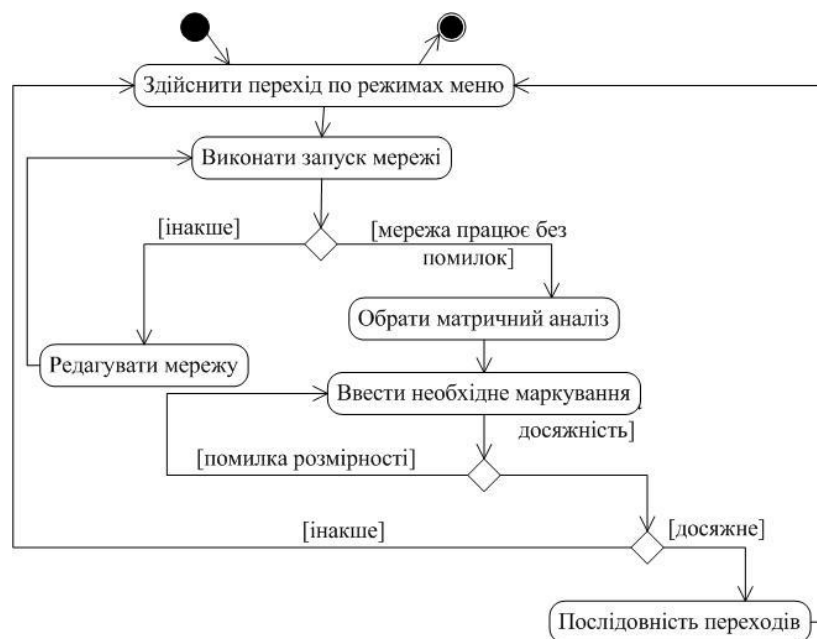 Здійснити перехід по режимах меню
Виконати запуск мережі
[інакше]
[мережа працює без
помилок]
Обрати матричний аналіз
Редагувати мережу
Ввести необхідне маркування
[
досяжність]
[помилка розмірності]
[інакше]
[досяжне]
Послідовність переходів